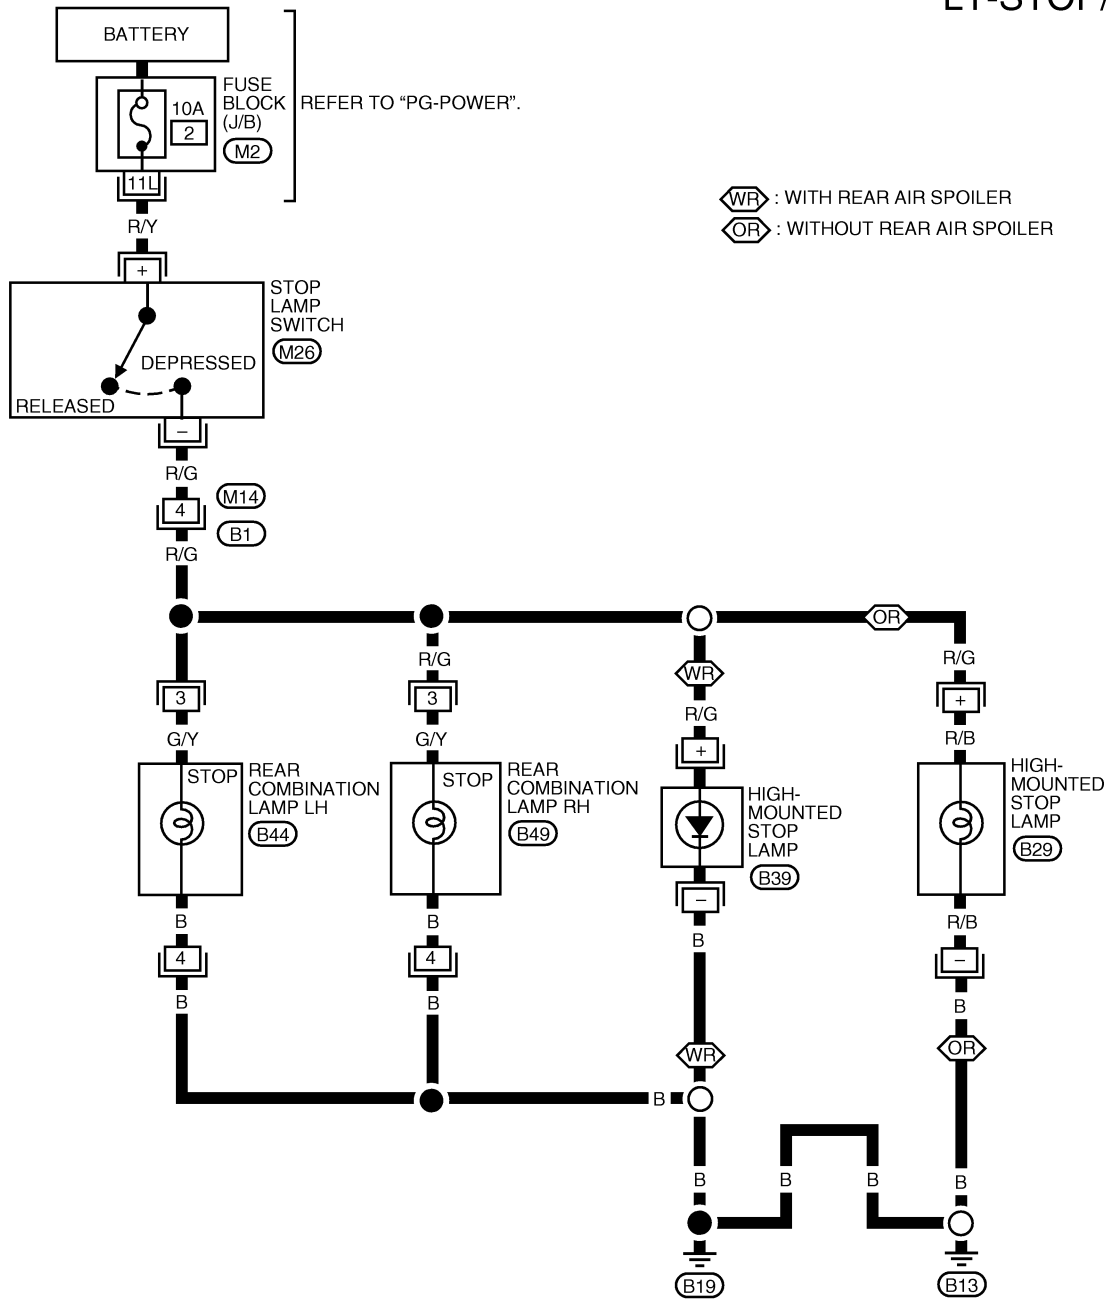 BATTERY
FUSE
BLOCK
(J/B)
M2
10A
2
REFER TO “PG-POWER”.
11L
R/Y
WR : WITH REAR AIR SPOILER
OR : WITHOUT REAR AIR SPOILER
+
STOP
LAMP
SWITCH
M26
DEPRESSED
RELEASED
–
R/G
M14
4
B1
R/G
OR
R/G
WR
R/G
3
3
R/G
+
G/Y
G/Y
+
R/B
STOP
REAR
COMBINATION
LAMP LH
B44
STOP
REAR
COMBINATION
LAMP RH
B49
HIGH-
MOUNTED
STOP
LAMP
B39
HIGH-
MOUNTED
STOP
LAMP
B29
–
B
B
B
R/B
4
4
–
B
B
B
WR
OR
B
B
B
B
B
B19
B13